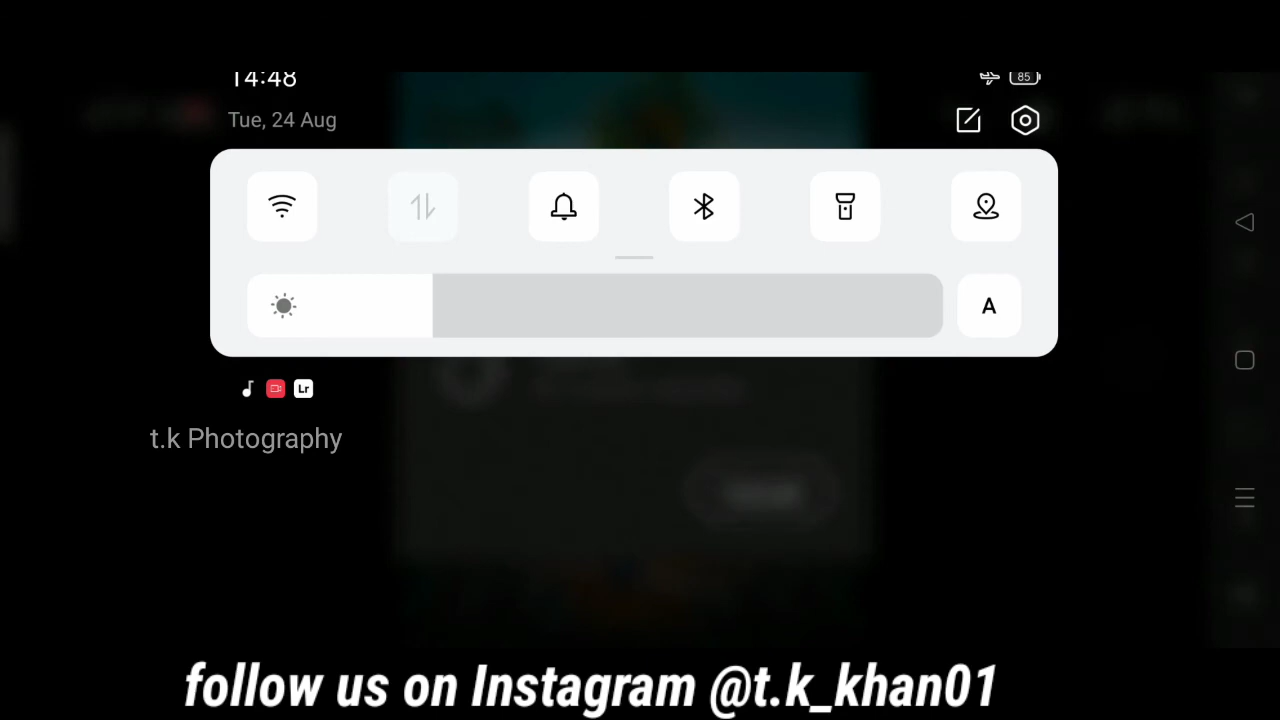 14:48
85
Tue, 24 Aug
A
Lr
t.k Photography
follow us on Instagram @t.k_khan01